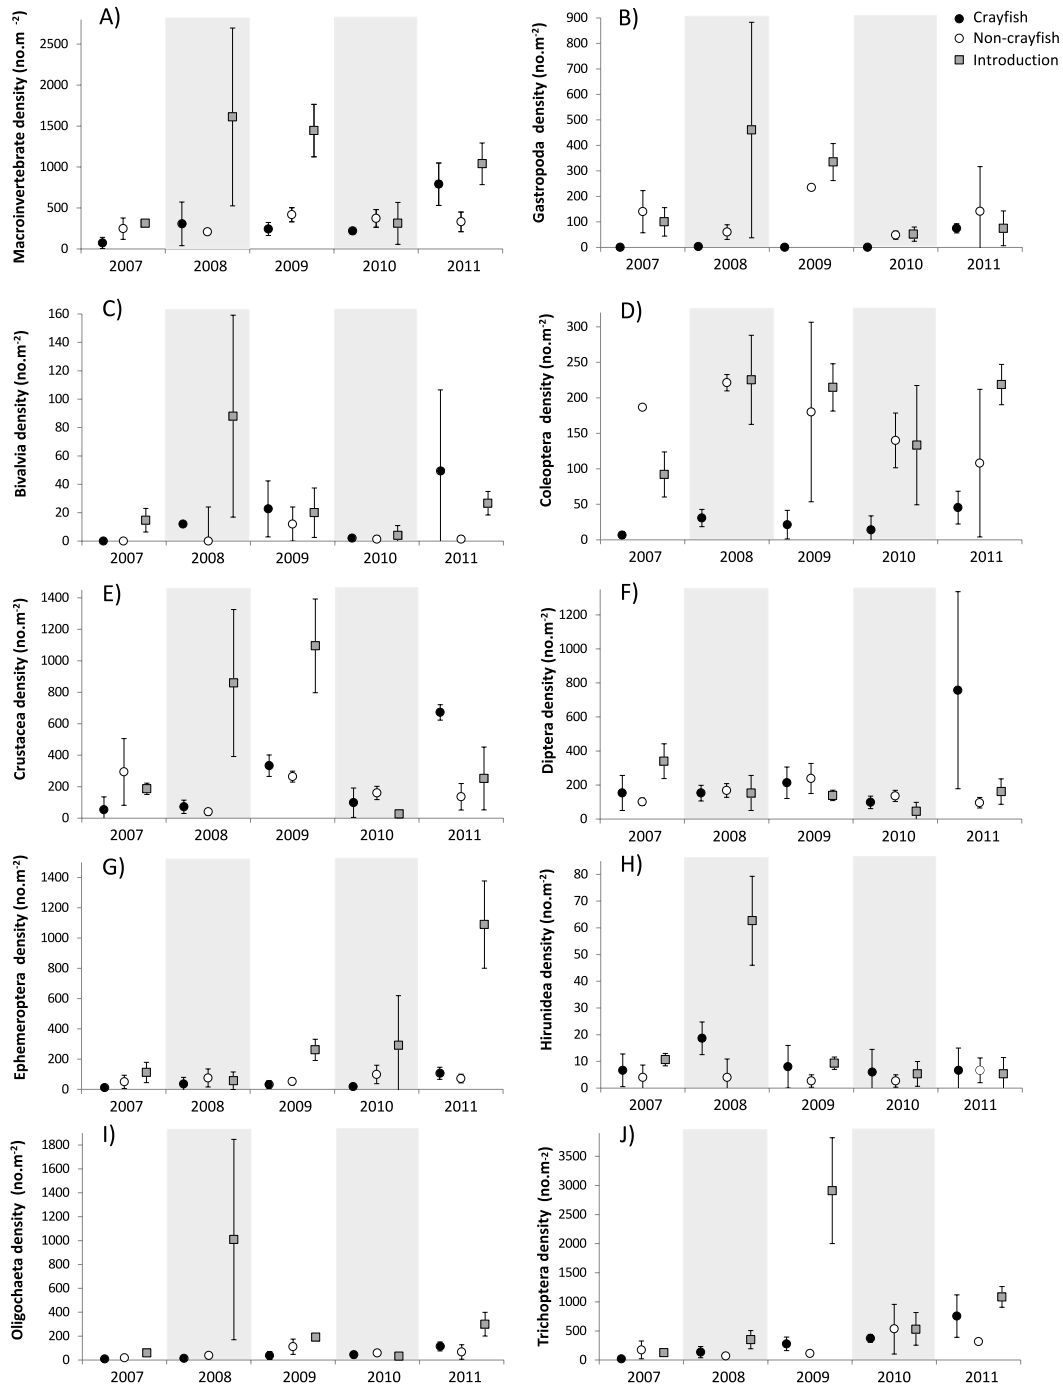 A)
Macroinvertebrate density (no.m -2)
2500
2000
1500
1000
500
0
2007 2008 2009 2010 2011
B)
Gastropoda density (no.m-2)
900
800
700
600
500
400
300
200
100
0
2007 2008 2009 2010 2011
Crayfish
Non-crayfish
Introduction
C)
Bivalvia density (no.m-2)
160
140
120
100
80
60
40
20
0
2007 2008 2009 2010 2011
D)
Coleoptera density (no.m-2)
300
250
200
150
100
50
0
2007 2008 2009 2010 2011
E)
Crustacea density (no.m-2)
1400
1200
1000
800
600
400
200
0
2007 2008 2009 2010 2011
F)
Diptera density (no.m-2)
1200
1000
800
600
400
200
0
2007 2008 2009 2010 2011
G)
Ephemeroptera density (no.m-2)
1400
1200
1000
800
600
400
200
0
2007 2008 2009 2010 2011
H)
Hirunidea density (no.m-2)
80
70
60
50
40
30
20
10
0
2007 2008 2009 2010 2011
I)
Oligochaeta density (no.m-2)
1800
1600
1400
1200
1000
800
600
400
200
0
2007 2008 2009 2010 2011
J)
Trichoptera density (no.m-2)
3500
3000
2500
2000
1500
1000
500
0
2007 2008 2009 2010 2011